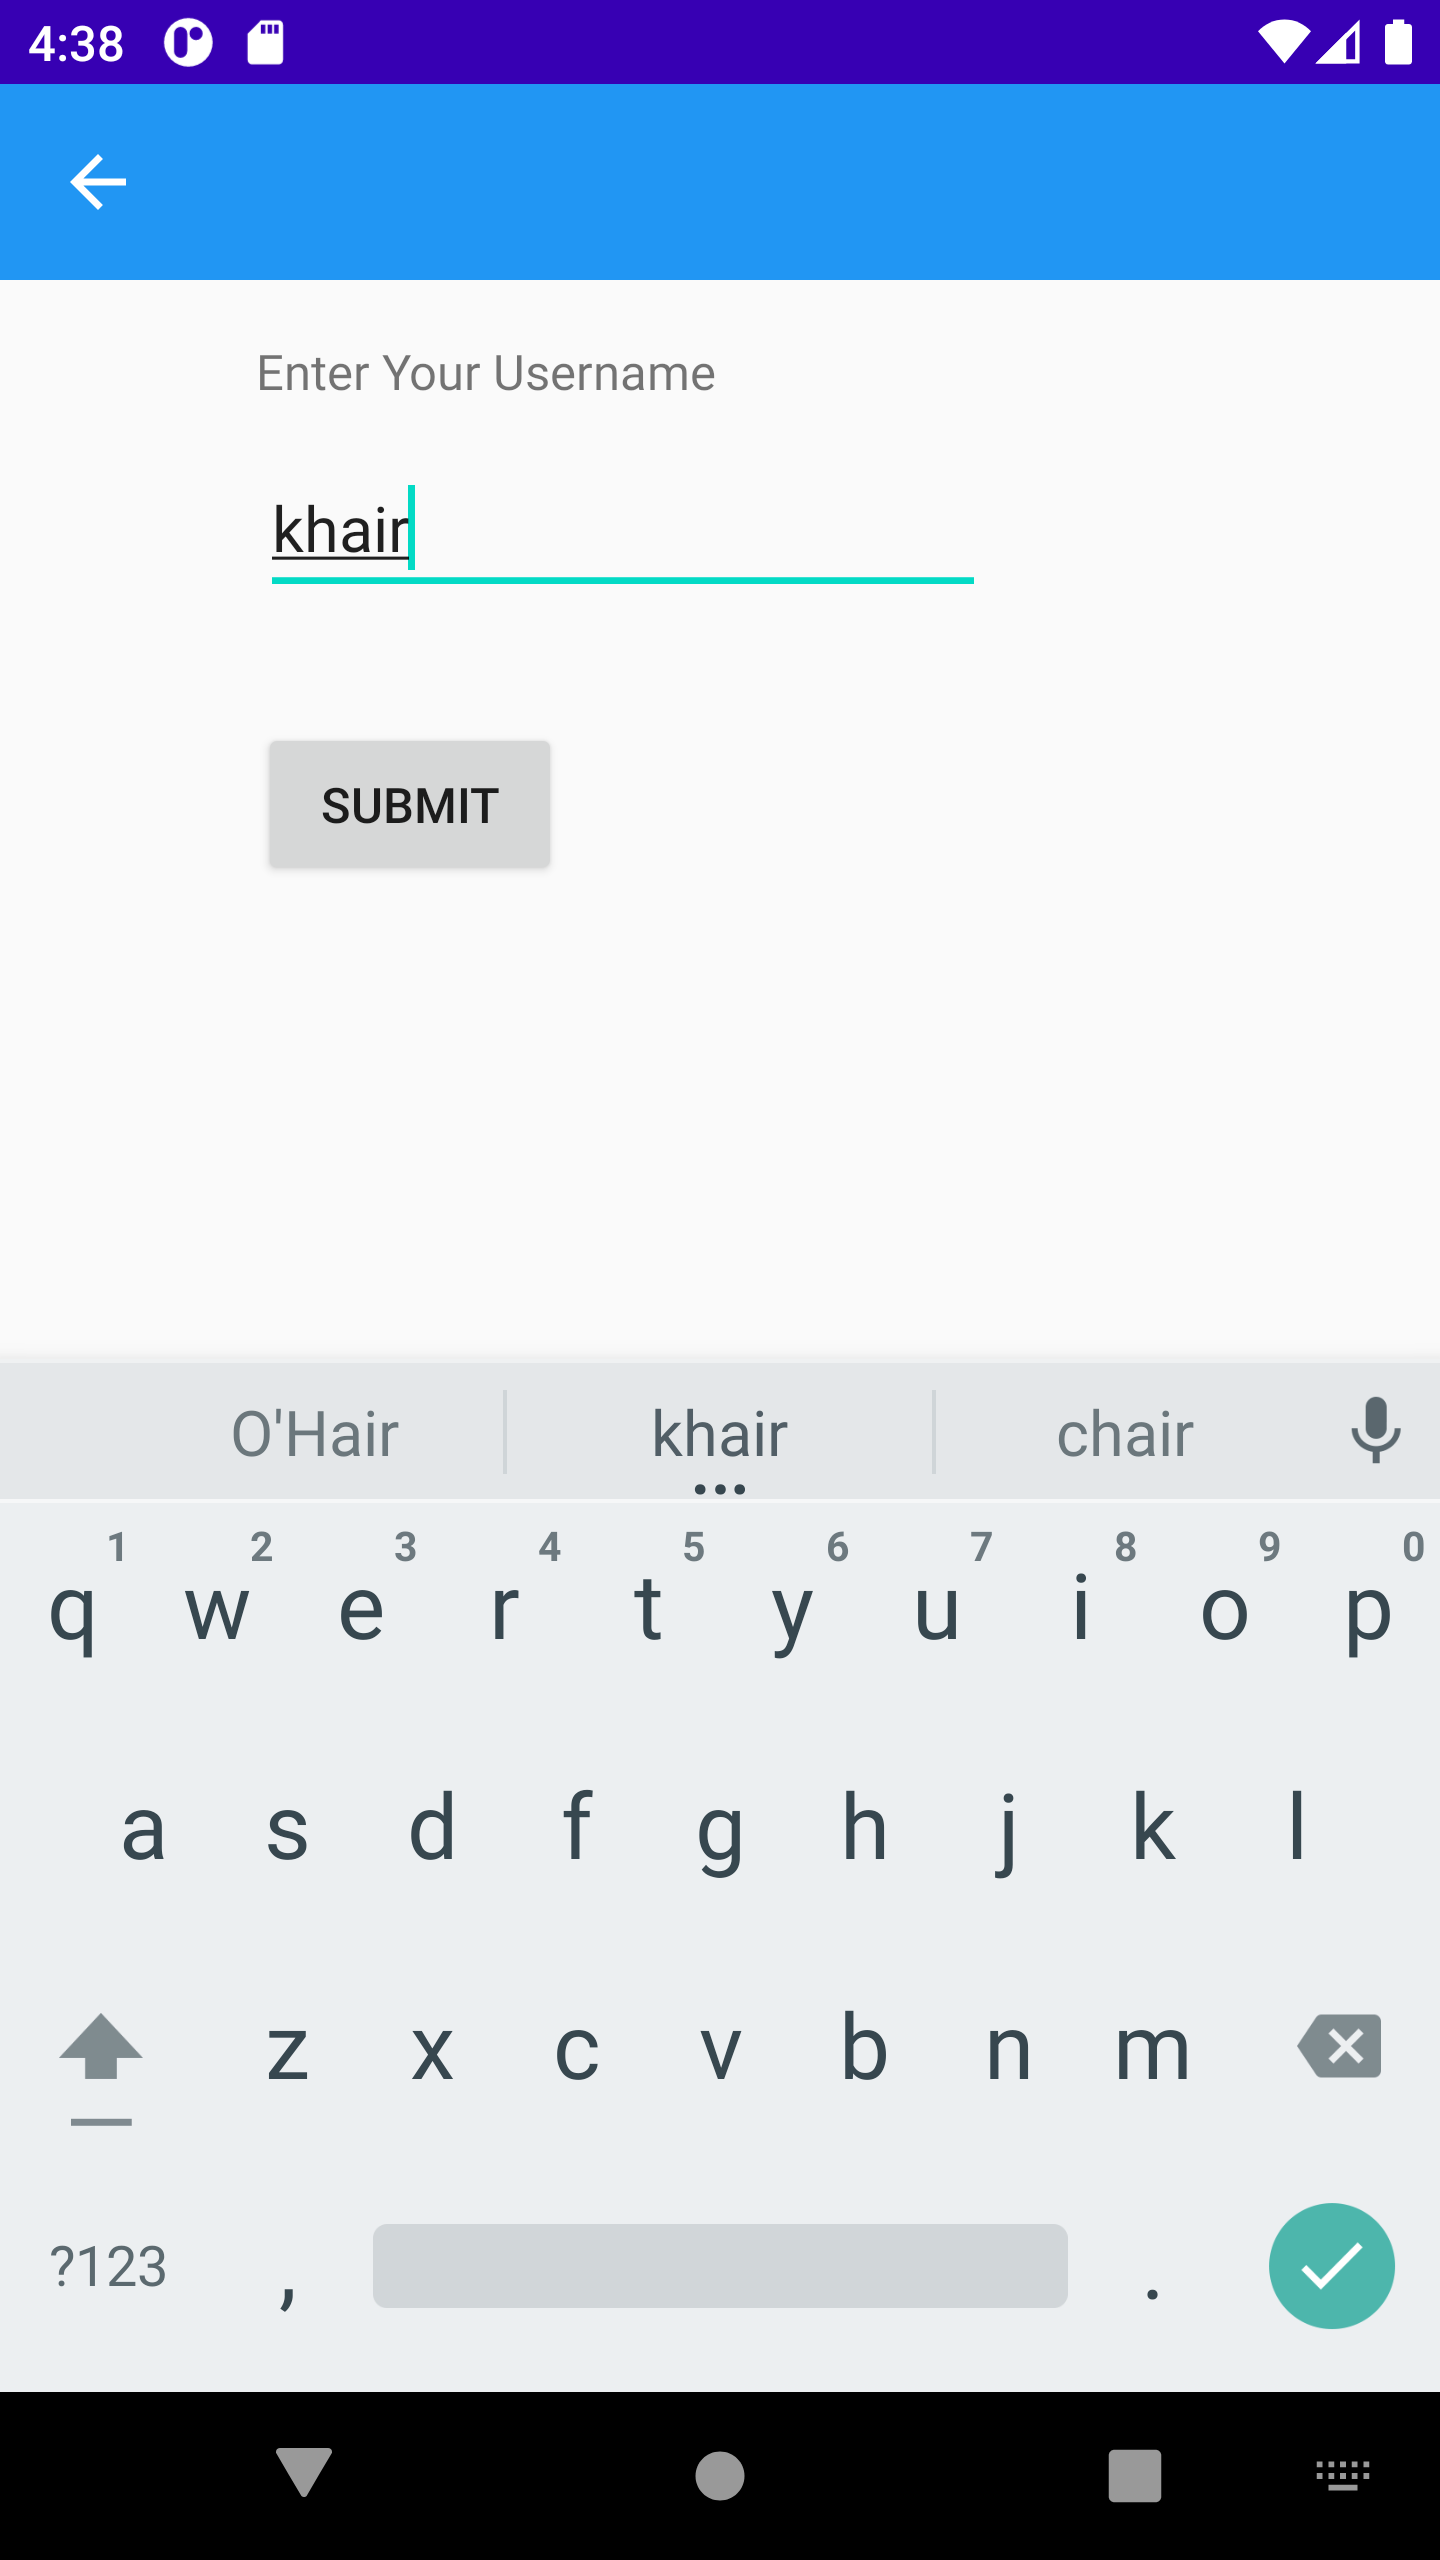 4:38
Enter Your Username
khair
SUBMIT
O'Hair khair chair
1 2 3 4 5 6 7 8 9 0
q w e r t y u i o p
a s d f g h j k l
z x c v b n m
?123 , .